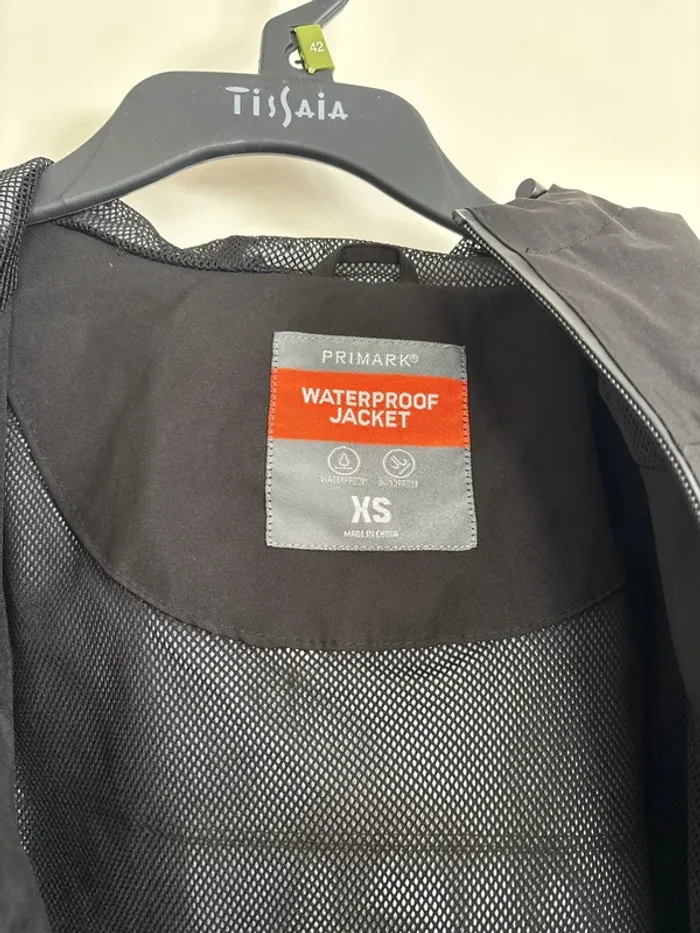 42
TissaiA
PRIMARK®
WATERPROOF
JACKET
WATERPROOF WINDPROOF
XS
MADE IN CHINA